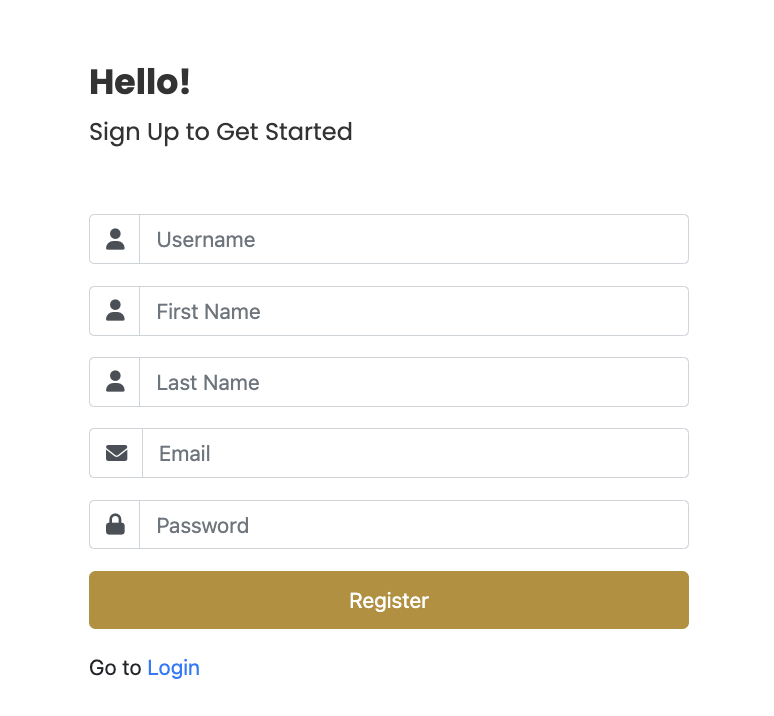 Hello!
Sign Up to Get Started
Username
First Name
Last Name
Email
Password
Register
Go to Login